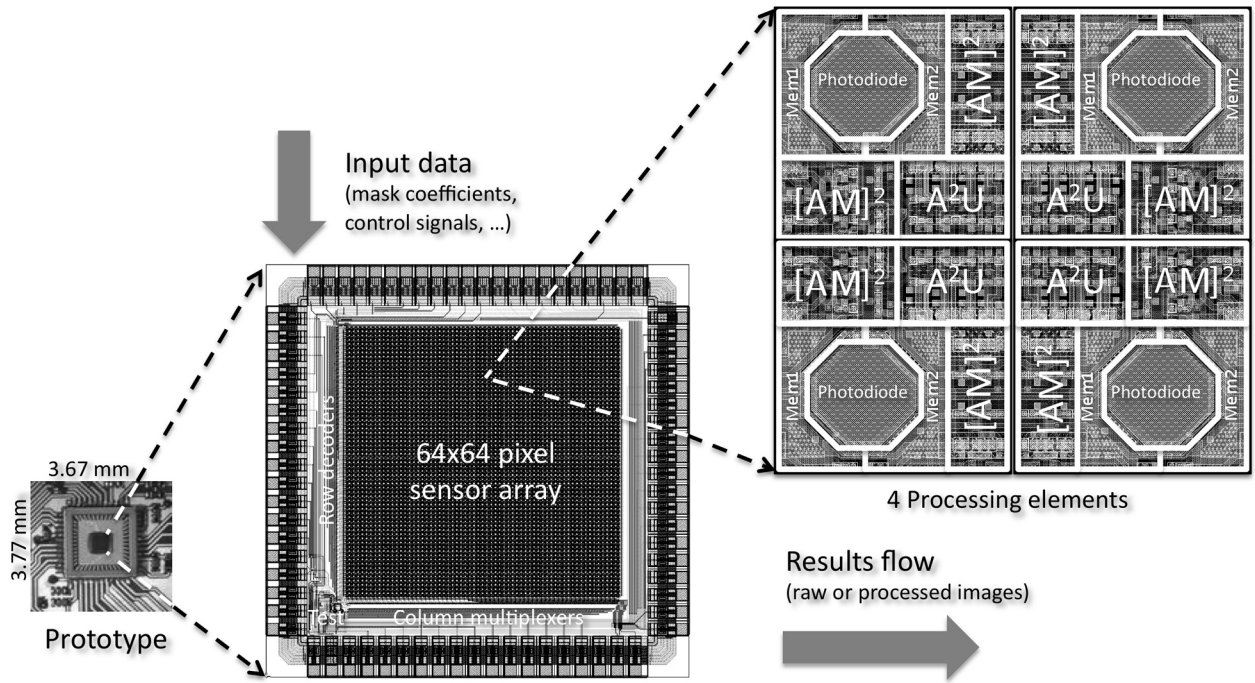 Input data
(mask coefficients,
control signals, ...)
3.67 mm
3.77 mm
Prototype
Row decoders
64x64 pixel
sensor array
Test
Column multiplexers
Mem1
Photodiode
Mem2
[AM]²
[AM]²
Mem1
Photodiode
Mem2
[AM]²
A²U
A²U
[AM]²
[AM]²
A²U
A²U
[AM]²
Mem1
Photodiode
Mem2
[AM]²
[AM]²
Mem1
Photodiode
Mem2
4 Processing elements
Results flow
(raw or processed images)